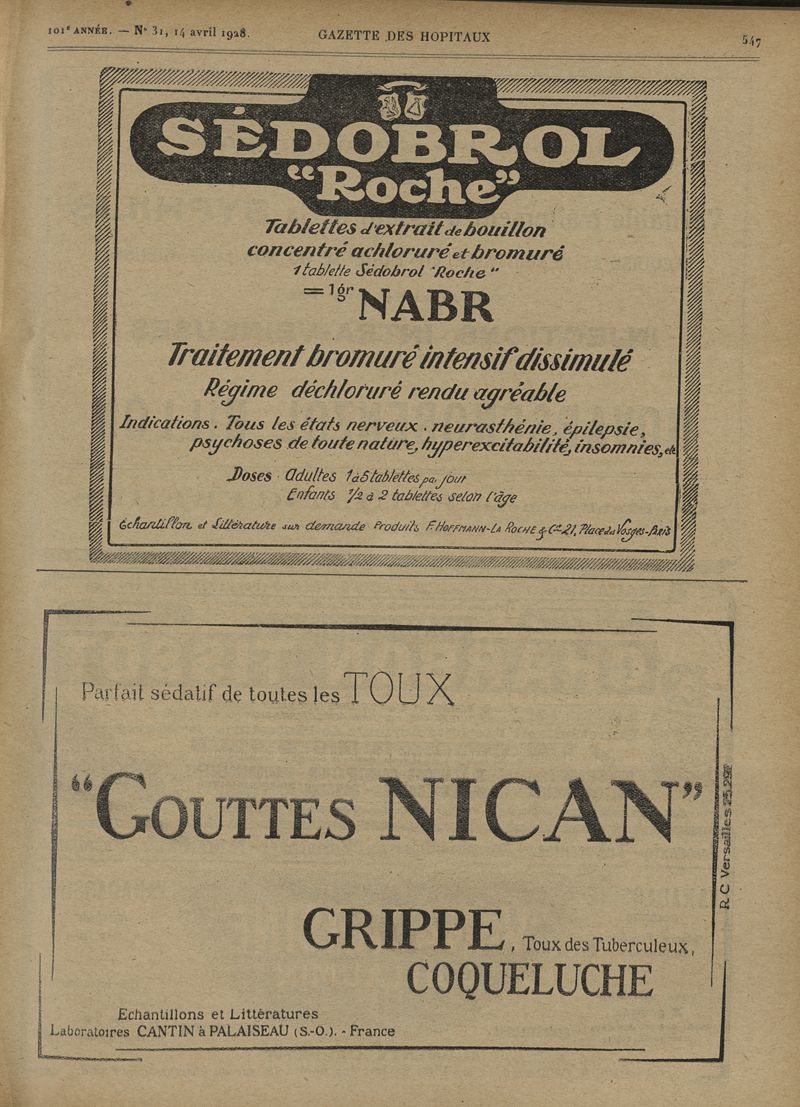 101e ANNÉE. — N° 31, 14 avril 1928.
GAZETTE DES HOPITAUX
547
SÉDOBROL
"Roche"
Tablettes d'extrait de bouillon
concentré achloruré et bromuré
1 tablette Sédobrol "Roche"
= 1gr NABR
Traitement bromuré intensif dissimulé
Régime déchloruré rendu agréable
Indications. Tous les états nerveux. neurasthénie, épilepsie,
psychoses de toute nature, hyperexcitabilité, insomnies, etc
Doses. Adultes 1 à 5 tablettes par jour
Enfants 1/2 à 2 tablettes selon l'âge
Echantillon et Littérature sur demande Produits F. HOFFMANN-LA ROCHE & Cie 21, Place des Vosges-Paris
Parfait sédatif de toutes les TOUX
"GOUTTES NICAN"
GRIPPE, Toux des Tuberculeux,
COQUELUCHE
Echantillons et Littératures
Laboratoires CANTIN à PALAISEAU (S.-O.). - France
R. C. Versailles 25.292